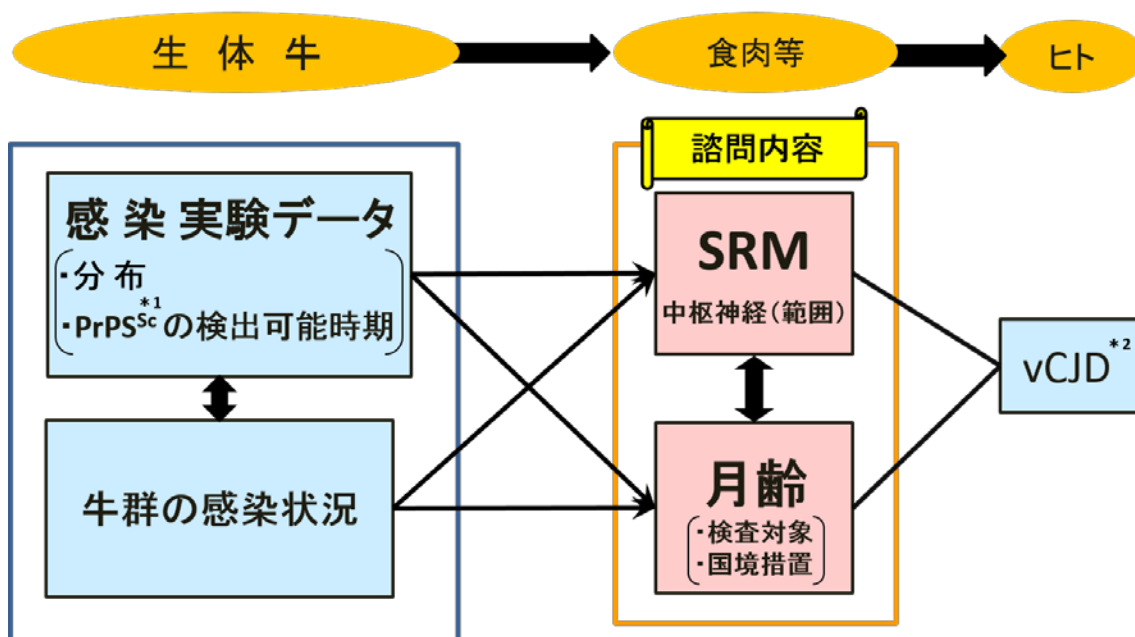 生体牛
食肉等
ヒト
諮問内容
感染実験データ
・分布
・PrPS^Sc *1 の検出可能時期
牛群の感染状況
SRM
中枢神経(範囲)
月齢
・検査対象
・国境措置
vCJD *2